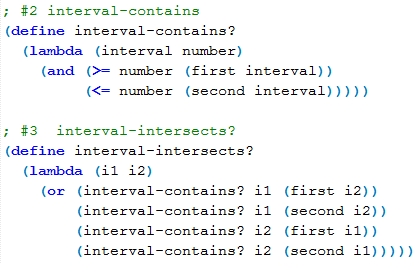 ; #2 interval-contains
(define interval-contains?
  (lambda (interval number)
    (and (>= number (first interval))
         (<= number (second interval)))))
; #3  interval-intersects?
(define interval-intersects?
  (lambda (i1 i2)
    (or (interval-contains? i1 (first i2))
        (interval-contains? i1 (second i2))
        (interval-contains? i2 (first i1))
        (interval-contains? i2 (second i1)))))